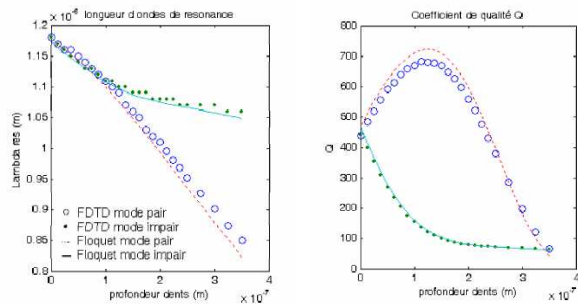 longueur d'ondes de resonance
x 10⁻⁶
1.2
1.15
1.1
1.05
1
0.95
0.9
0.85
0.8
Lambda res (m)
FDTD mode pair
FDTD mode impair
Floquet mode pair
Floquet mode impair
0 1 2 3 4
profondeur dents (m)
x 10⁻⁷
Coefficient de qualité Q
800
700
600
500
400
300
200
100
0
Q
0 1 2 3 4
profondeur dents (m)
x 10⁻⁷